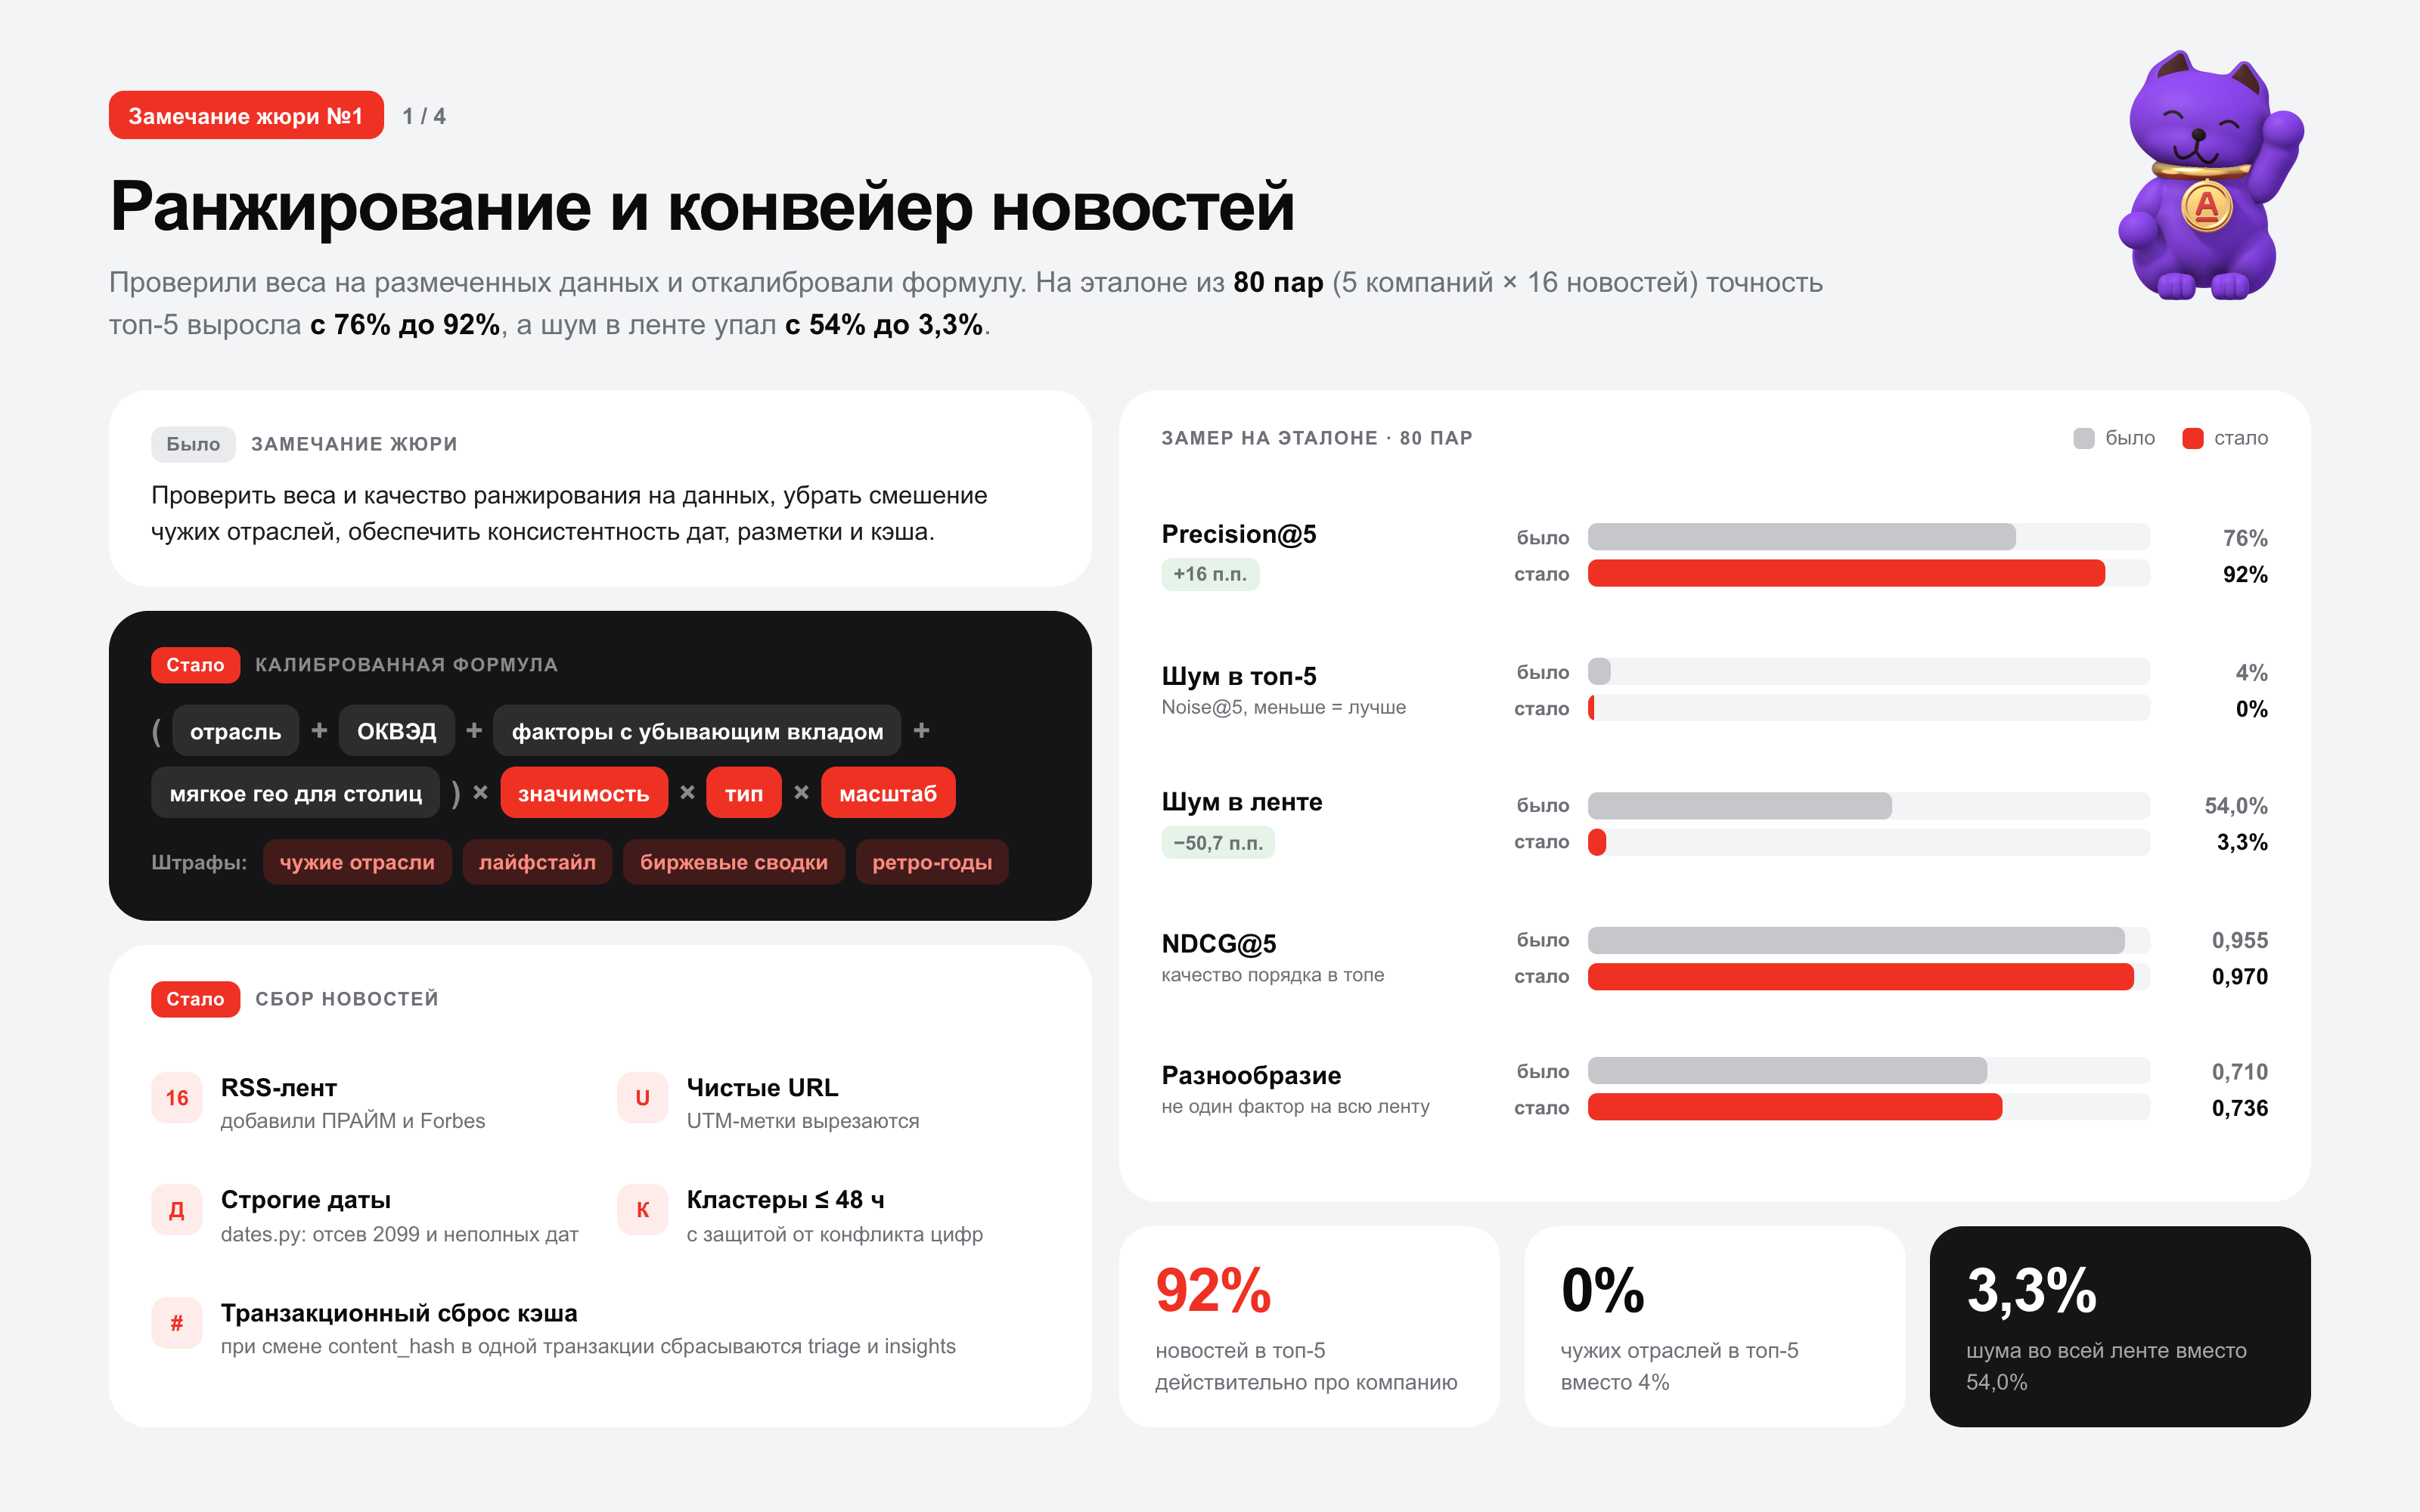 Замечание жюри №1 1 / 4
Ранжирование и конвейер новостей
Проверили веса на размеченных данных и откалибровали формулу. На эталоне из 80 пар (5 компаний × 16 новостей) точность
топ-5 выросла с 76% до 92%, а шум в ленте упал с 54% до 3,3%.
A
Было ЗАМЕЧАНИЕ ЖЮРИ
Проверить веса и качество ранжирования на данных, убрать смешение
чужих отраслей, обеспечить консистентность дат, разметки и кэша.
Стало КАЛИБРОВАННАЯ ФОРМУЛА
( отрасль + ОКВЭД + факторы с убывающим вкладом +
мягкое гео для столиц ) × значимость × тип × масштаб
Штрафы: чужие отрасли лайфстайл биржевые сводки ретро-годы
Стало СБОР НОВОСТЕЙ
16 RSS-лент
добавили ПРАЙМ и Forbes
U Чистые URL
UTM-метки вырезаются
Д Строгие даты
dates.py: отсев 2099 и неполных дат
К Кластеры ≤ 48 ч
с защитой от конфликта цифр
# Транзакционный сброс кэша
при смене content_hash в одной транзакции сбрасываются triage и insights
ЗАМЕР НА ЭТАЛОНЕ · 80 ПАР было стало
Precision@5
+16 п.п.
было 76%
стало 92%
Шум в топ-5
Noise@5, меньше = лучше
было 4%
стало 0%
Шум в ленте
−50,7 п.п.
было 54,0%
стало 3,3%
NDCG@5
качество порядка в топе
было 0,955
стало 0,970
Разнообразие
не один фактор на всю ленту
было 0,710
стало 0,736
92%
новостей в топ-5
действительно про компанию
0%
чужих отраслей в топ-5
вместо 4%
3,3%
шума во всей ленте вместо
54,0%